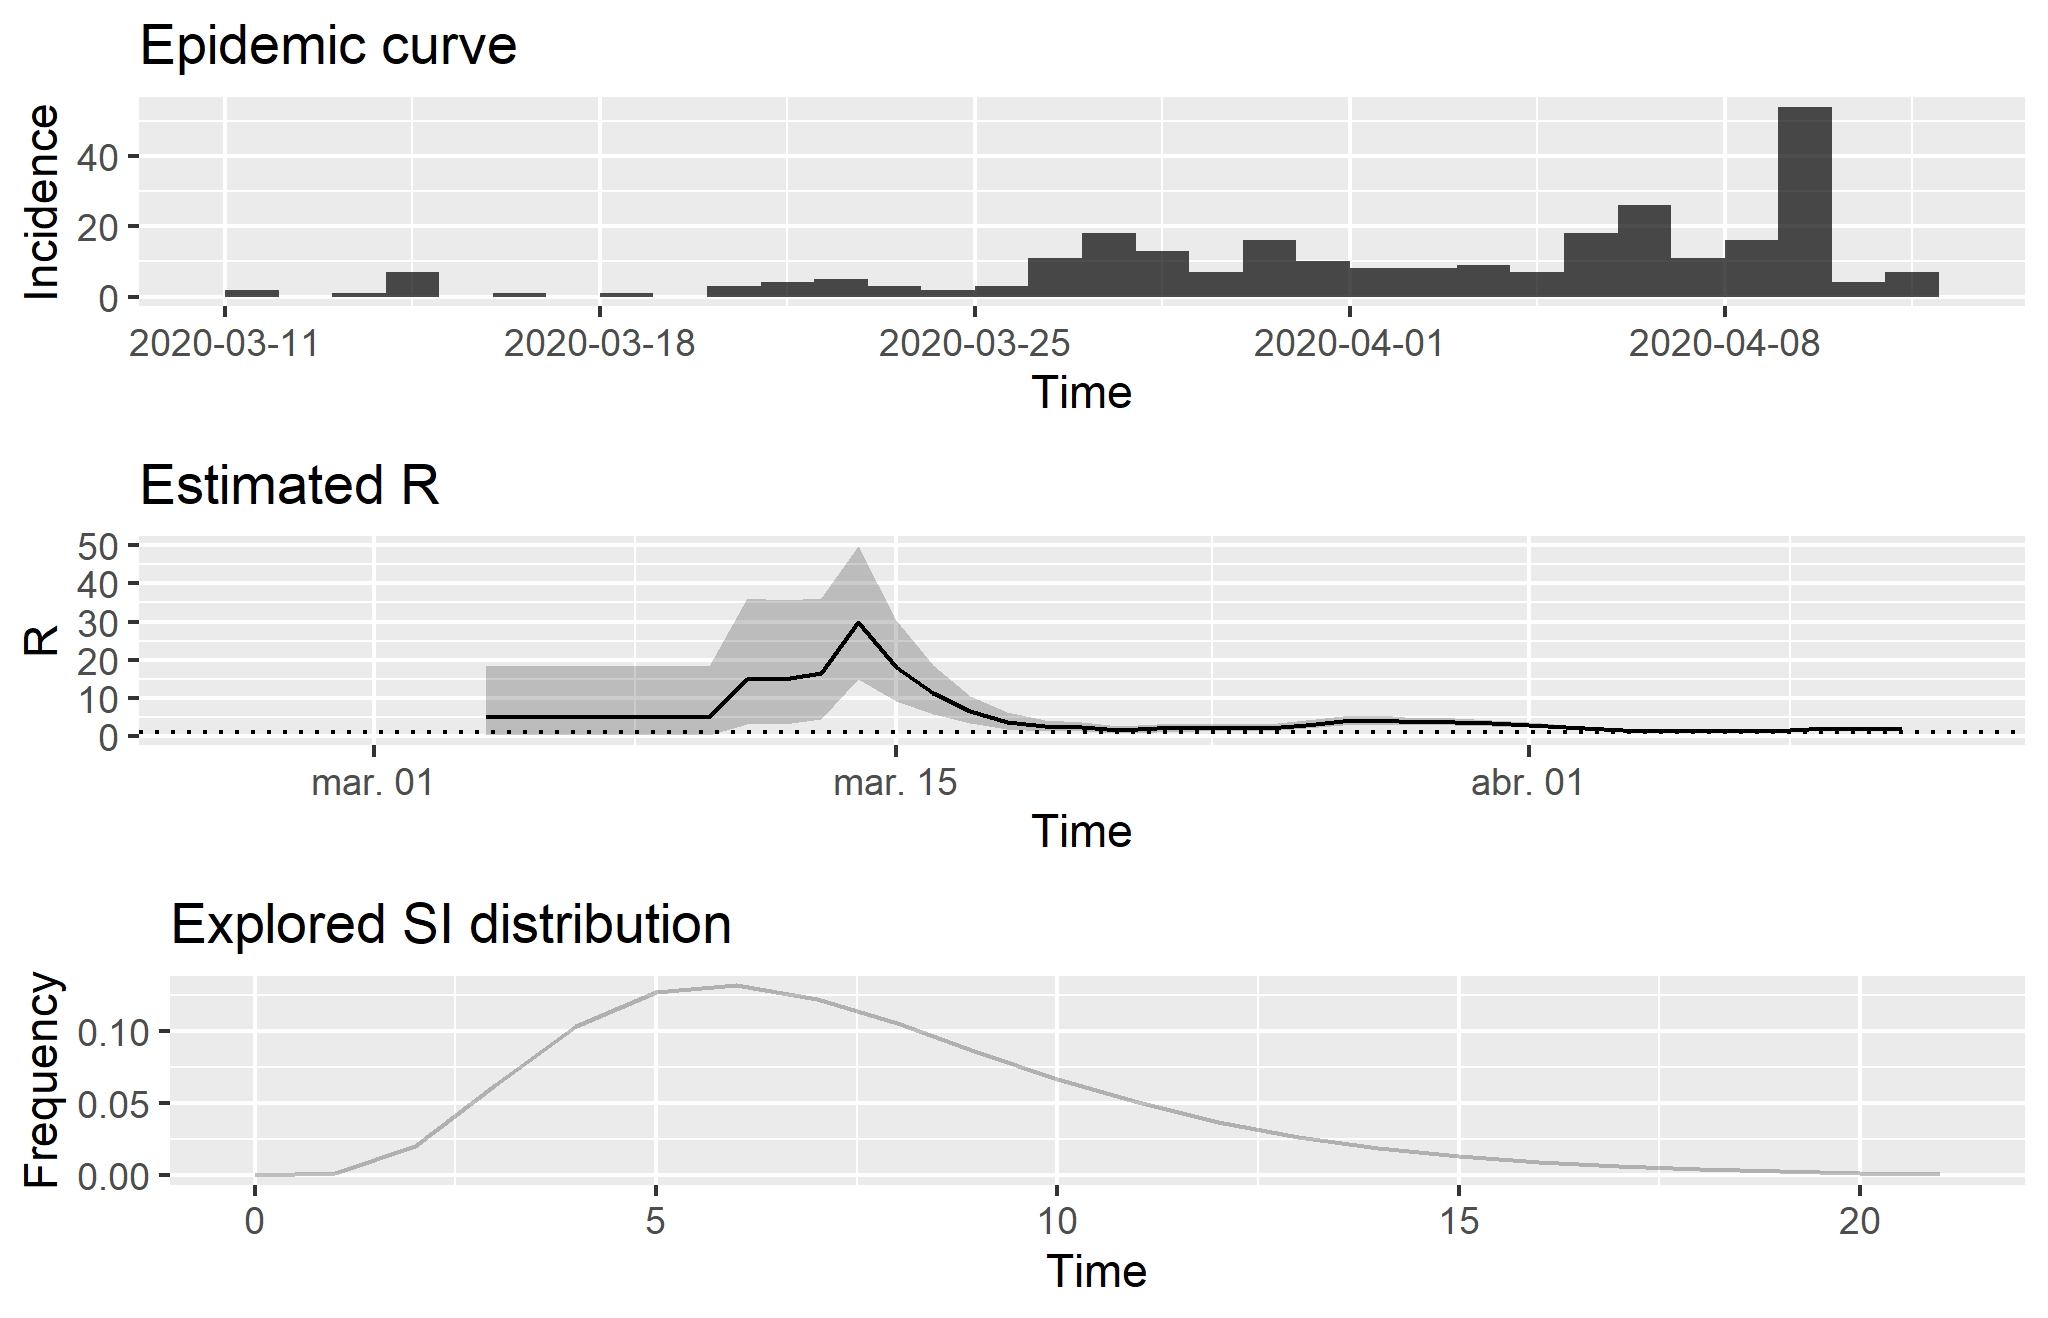 Epidemic curve
Incidence
40
20
0
2020-03-11 2020-03-18 2020-03-25 2020-04-01 2020-04-08
Time
Estimated R
R
50
40
30
20
10
0
mar. 01 mar. 15 abr. 01
Time
Explored SI distribution
Frequency
0.10
0.05
0.00
0 5 10 15 20
Time